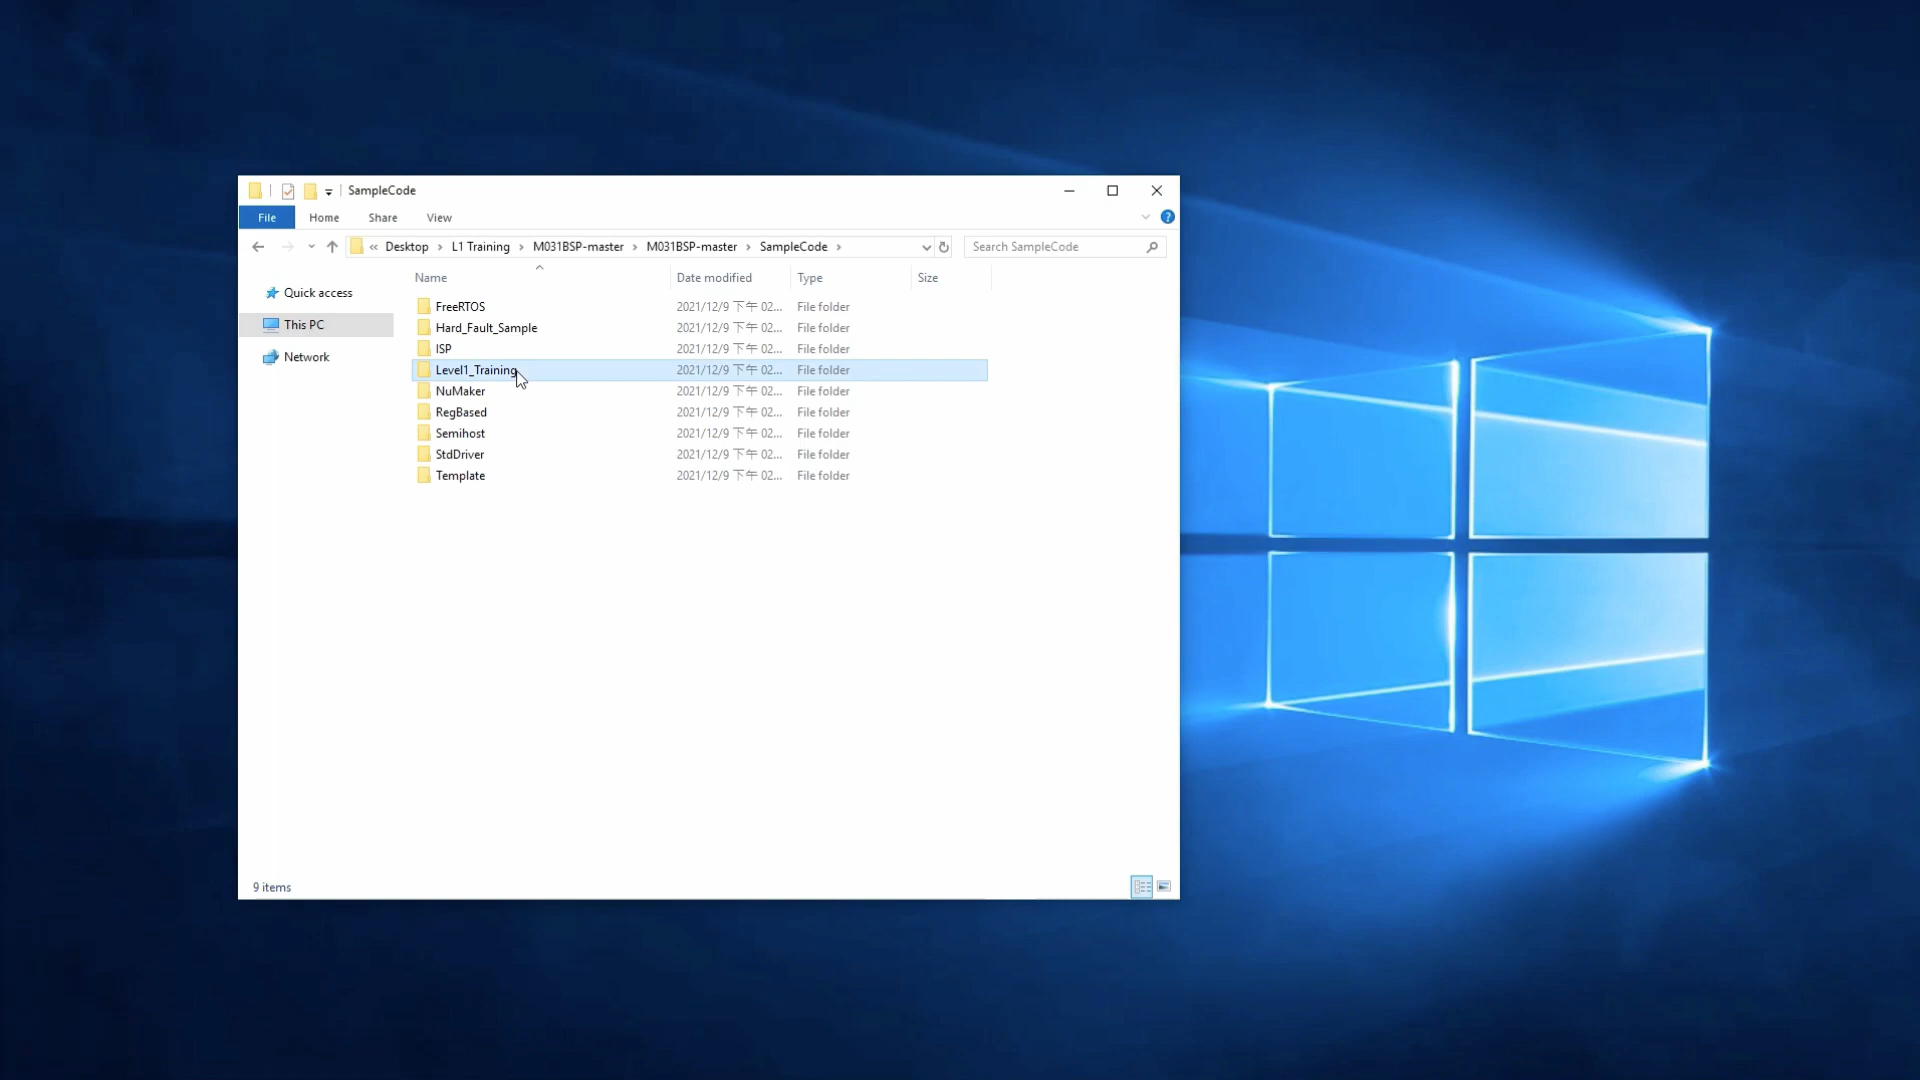 SampleCode
File Home Share View
« Desktop › L1 Training › M031BSP-master › M031BSP-master › SampleCode › Search SampleCode
Name Date modified Type Size
Quick access
This PC
Network
FreeRTOS 2021/12/9 下午 02... File folder
Hard_Fault_Sample 2021/12/9 下午 02... File folder
ISP 2021/12/9 下午 02... File folder
Level1_Training 2021/12/9 下午 02... File folder
NuMaker 2021/12/9 下午 02... File folder
RegBased 2021/12/9 下午 02... File folder
Semihost 2021/12/9 下午 02... File folder
StdDriver 2021/12/9 下午 02... File folder
Template 2021/12/9 下午 02... File folder
9 items